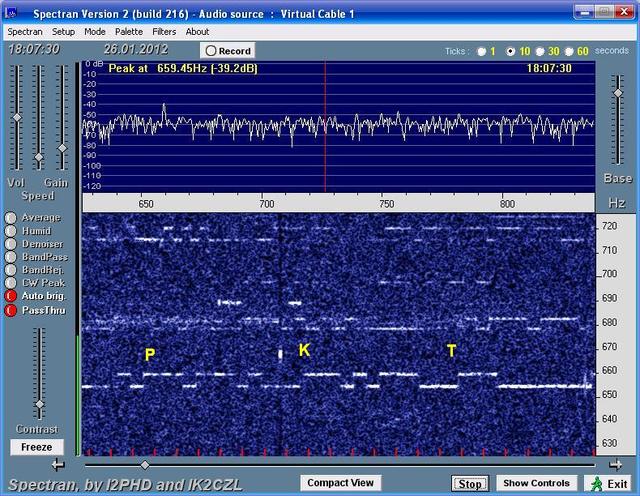 Spectran Version 2 (build 216) - Audio source : Virtual Cable 1
Spectran Setup Mode Palette Filters About
18:07:30 26.01.2012 Record Ticks : 1 10 30 60 seconds
0 dB Peak at 659.45Hz (-39.2dB) 18:07:30
-10
-20
-30
-40
-50
-60
-70
-80
-90
-100
-110
-120
Vol Gain
Speed
Base
650 700 750 800 Hz
Average
Humid
Denoiser
BandPass
BandRej.
CW Peak
Auto brig.
PassThru
720
710
700
690
680
670
660
650
640
630
P K T
Contrast
Freeze
Spectran, by I2PHD and IK2CZL Compact View Stop Show Controls Exit